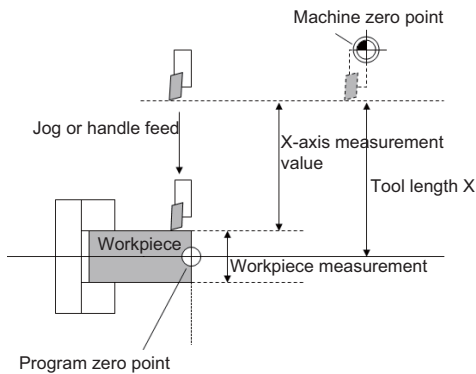 Machine zero point
Jog or handle feed
X-axis measurement
value
Tool length X
Workpiece
Workpiece measurement
Program zero point